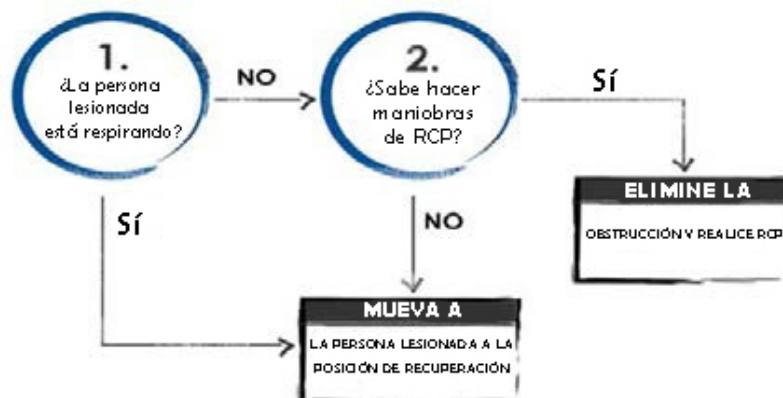 1.
¿La persona
lesionada
está respirando?
NO
2.
¿Sabe hacer
maniobras
de RCP?
Sí
ELIMINE LA
OBSTRUCCIÓN Y REALICE RCP
Sí
NO
MUEVA A
LA PERSONA LESIONADA A LA
POSICIÓN DE RECUPERACIÓN